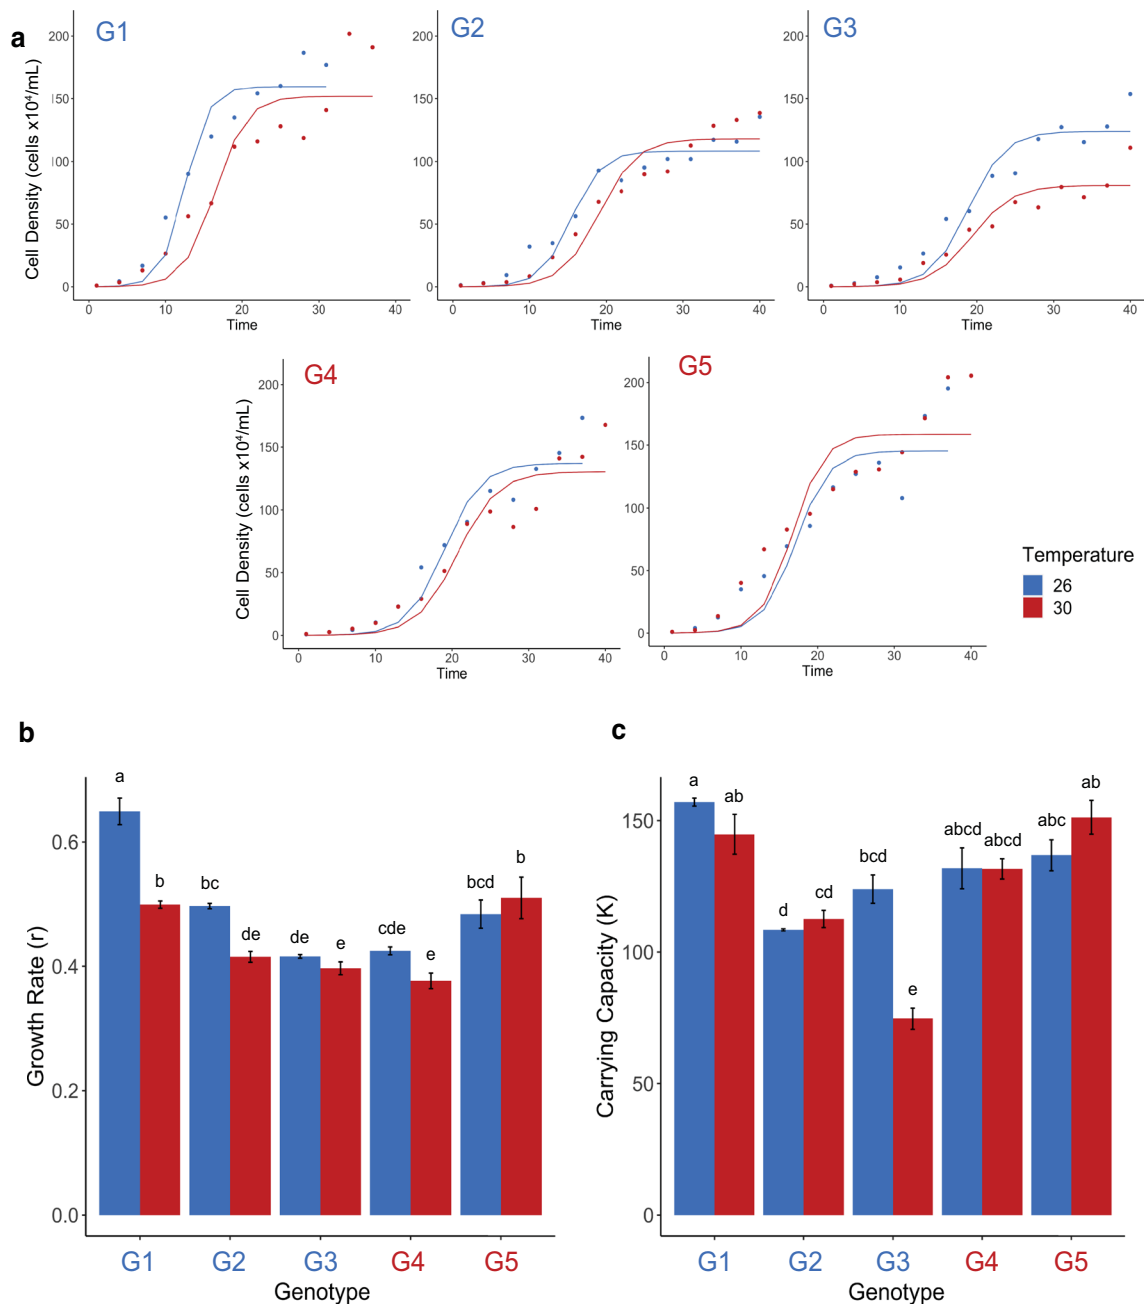 a
G1
G2
G3
200
150
100
50
0
Cell Density (cells x10⁴/mL)
0 10 20 30 40
Time
200
150
100
50
0
0 10 20 30 40
Time
200
150
100
50
0
0 10 20 30 40
Time
G4
G5
200
150
100
50
0
Cell Density (cells x10⁴/mL)
0 10 20 30 40
Time
200
150
100
50
0
0 10 20 30 40
Time
Temperature
26
30
b
Growth Rate (r)
0.6
0.4
0.2
0.0
a
b
bc
de
de
e
cde
e
bcd
b
G1 G2 G3 G4 G5
Genotype
c
Carrying Capacity (K)
150
100
50
0
a
ab
d
cd
bcd
e
abcd
abcd
abc
ab
G1 G2 G3 G4 G5
Genotype